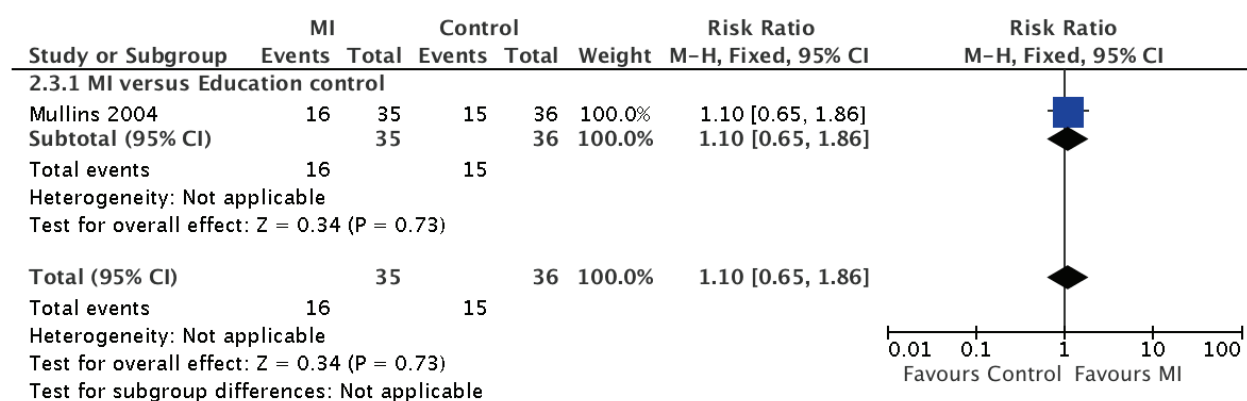 MI Control Risk Ratio Risk Ratio
Study or Subgroup Events Total Events Total Weight M-H, Fixed, 95% CI M-H, Fixed, 95% CI
2.3.1 MI versus Education control
Mullins 2004 16 35 15 36 100.0% 1.10 [0.65, 1.86]
Subtotal (95% CI) 35 36 100.0% 1.10 [0.65, 1.86]
Total events 16 15
Heterogeneity: Not applicable
Test for overall effect: Z = 0.34 (P = 0.73)
Total (95% CI) 35 36 100.0% 1.10 [0.65, 1.86]
Total events 16 15
Heterogeneity: Not applicable
Test for overall effect: Z = 0.34 (P = 0.73)
Test for subgroup differences: Not applicable
0.01 0.1 1 10 100
Favours Control Favours MI